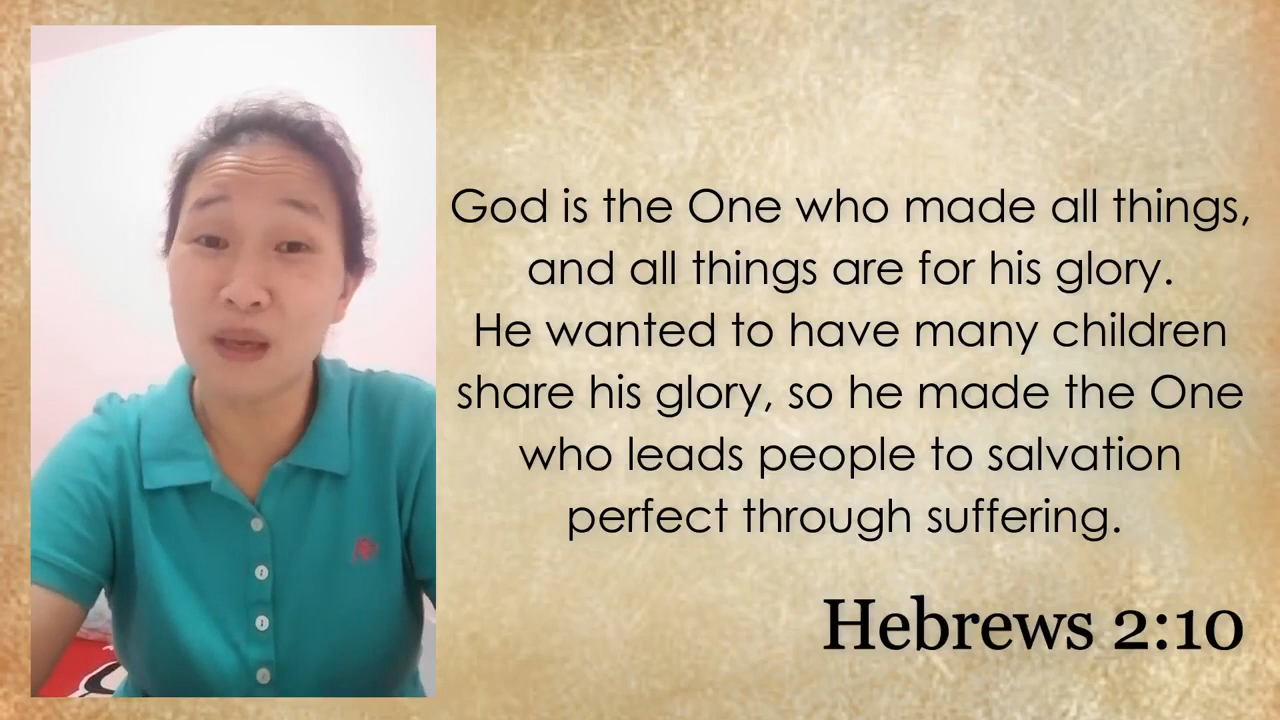 God is the One who made all things,
and all things are for his glory.
He wanted to have many children
share his glory, so he made the One
who leads people to salvation
perfect through suffering.
Hebrews 2:10